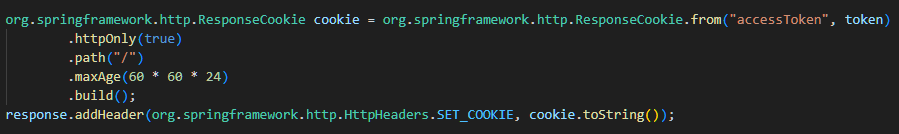 org.springframework.http.ResponseCookie cookie = org.springframework.http.ResponseCookie.from("accessToken", token)
        .httpOnly(true)
        .path("/")
        .maxAge(60 * 60 * 24)
        .build();
response.addHeader(org.springframework.http.HttpHeaders.SET_COOKIE, cookie.toString());